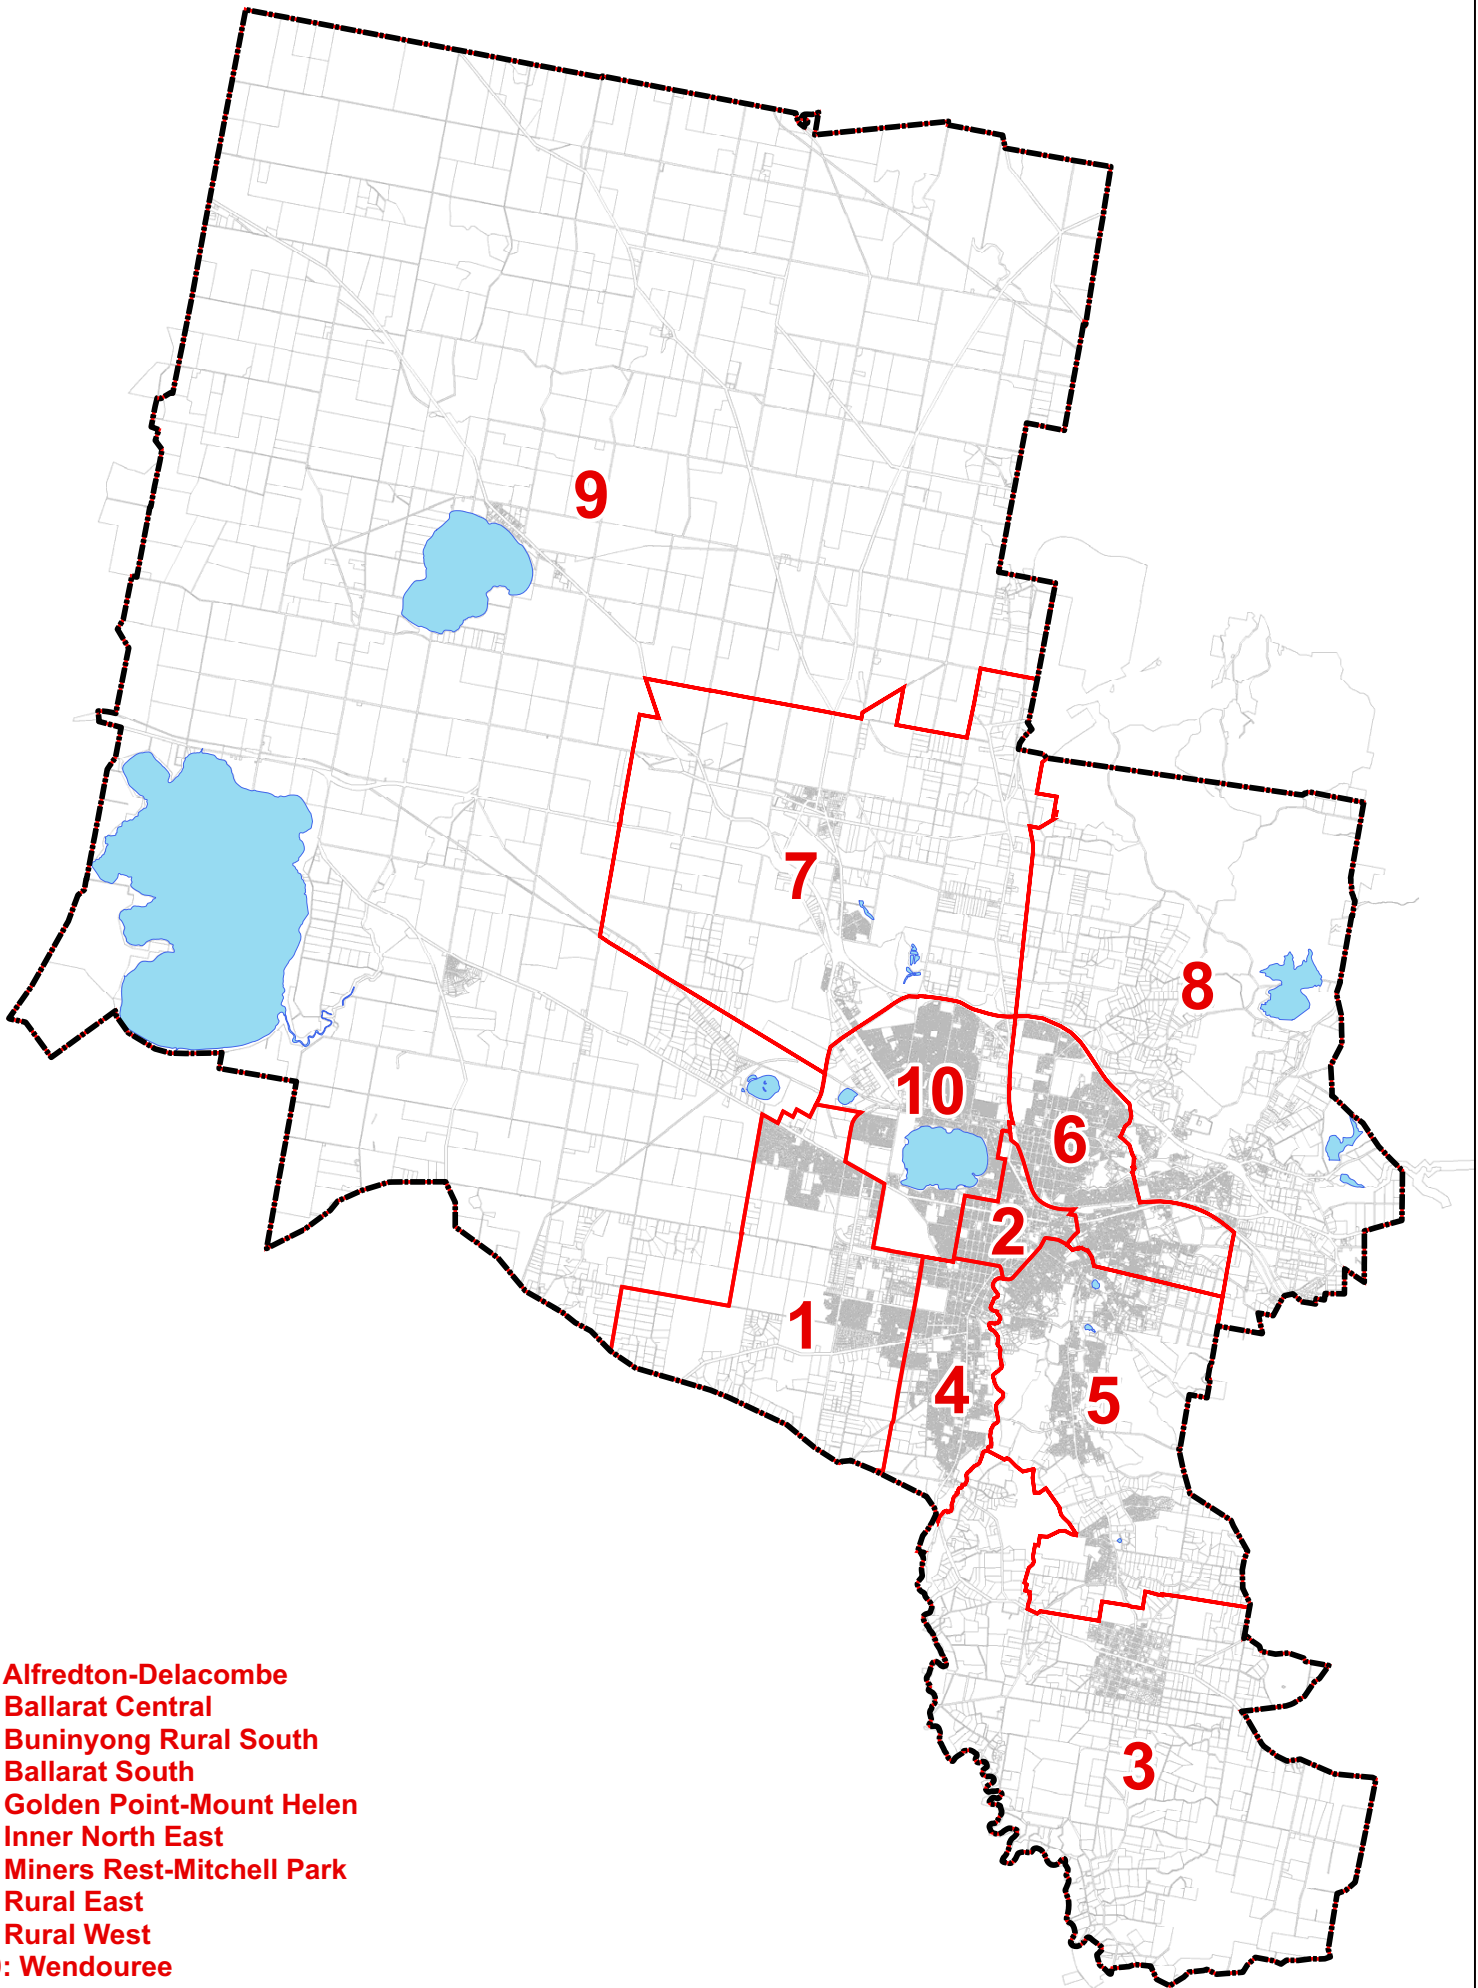 9
7
8
10
6
2
1
4
5
3
Alfredton-Delacombe
Ballarat Central
Buninyong Rural South
Ballarat South
Golden Point-Mount Helen
Inner North East
Miners Rest-Mitchell Park
Rural East
Rural West
: Wendouree